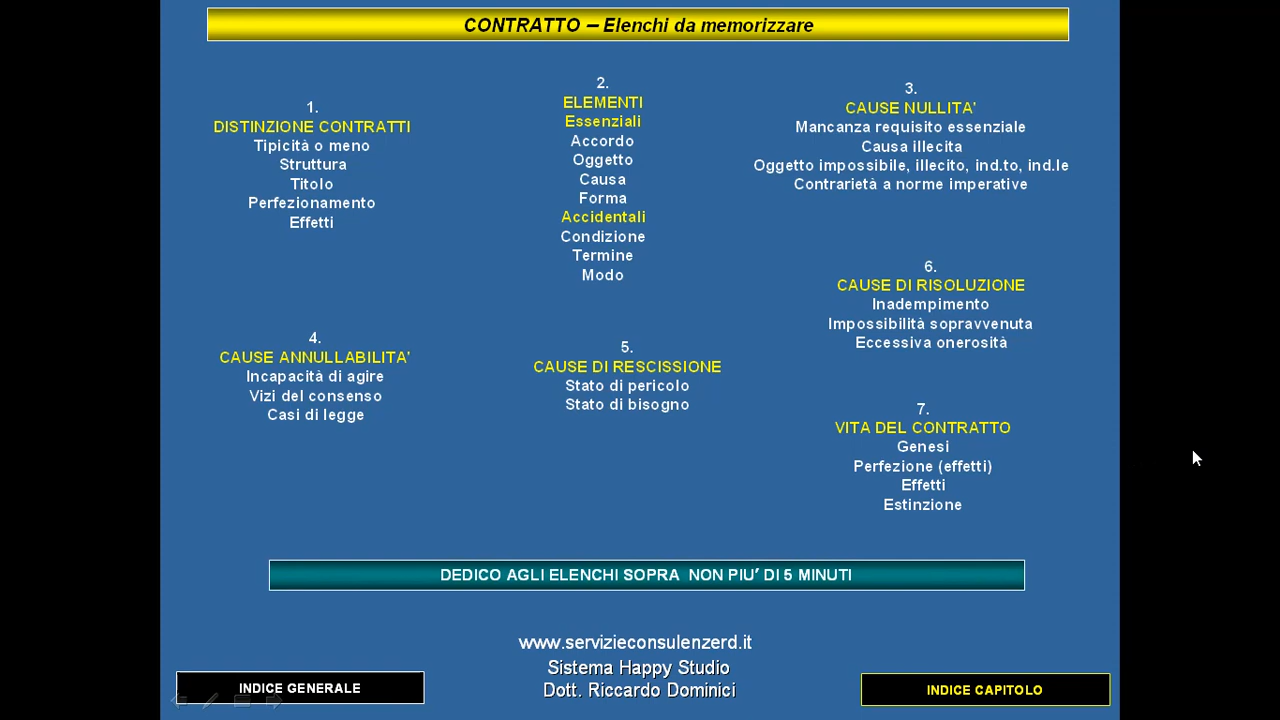 CONTRATTO – Elenchi da memorizzare
1.
DISTINZIONE CONTRATTI
Tipicità o meno
Struttura
Titolo
Perfezionamento
Effetti
2.
ELEMENTI
Essenziali
Accordo
Oggetto
Causa
Forma
Accidentali
Condizione
Termine
Modo
3.
CAUSE NULLITA'
Mancanza requisito essenziale
Causa illecita
Oggetto impossibile, illecito, ind.to, ind.le
Contrarietà a norme imperative
4.
CAUSE ANNULLABILITA'
Incapacità di agire
Vizi del consenso
Casi di legge
5.
CAUSE DI RESCISSIONE
Stato di pericolo
Stato di bisogno
6.
CAUSE DI RISOLUZIONE
Inadempimento
Impossibilità sopravvenuta
Eccessiva onerosità
7.
VITA DEL CONTRATTO
Genesi
Perfezione (effetti)
Effetti
Estinzione
DEDICO AGLI ELENCHI SOPRA NON PIU' DI 5 MINUTI
www.servizieconsulenzerd.it
Sistema Happy Studio
Dott. Riccardo Dominici
INDICE GENERALE
INDICE CAPITOLO